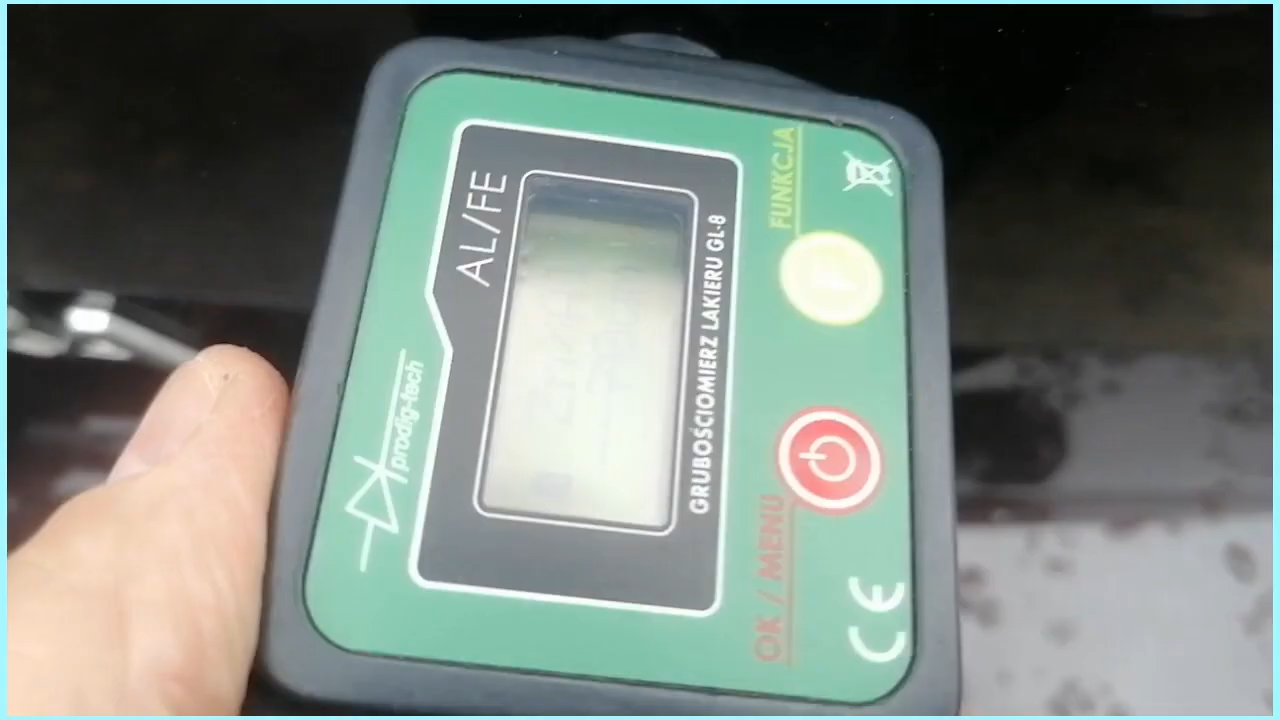 prodig-tech
AL/FE
GRUBOŚCIOMIERZ LAKIERU GL-8
OK / MENU
FUNKCJA
F
CE